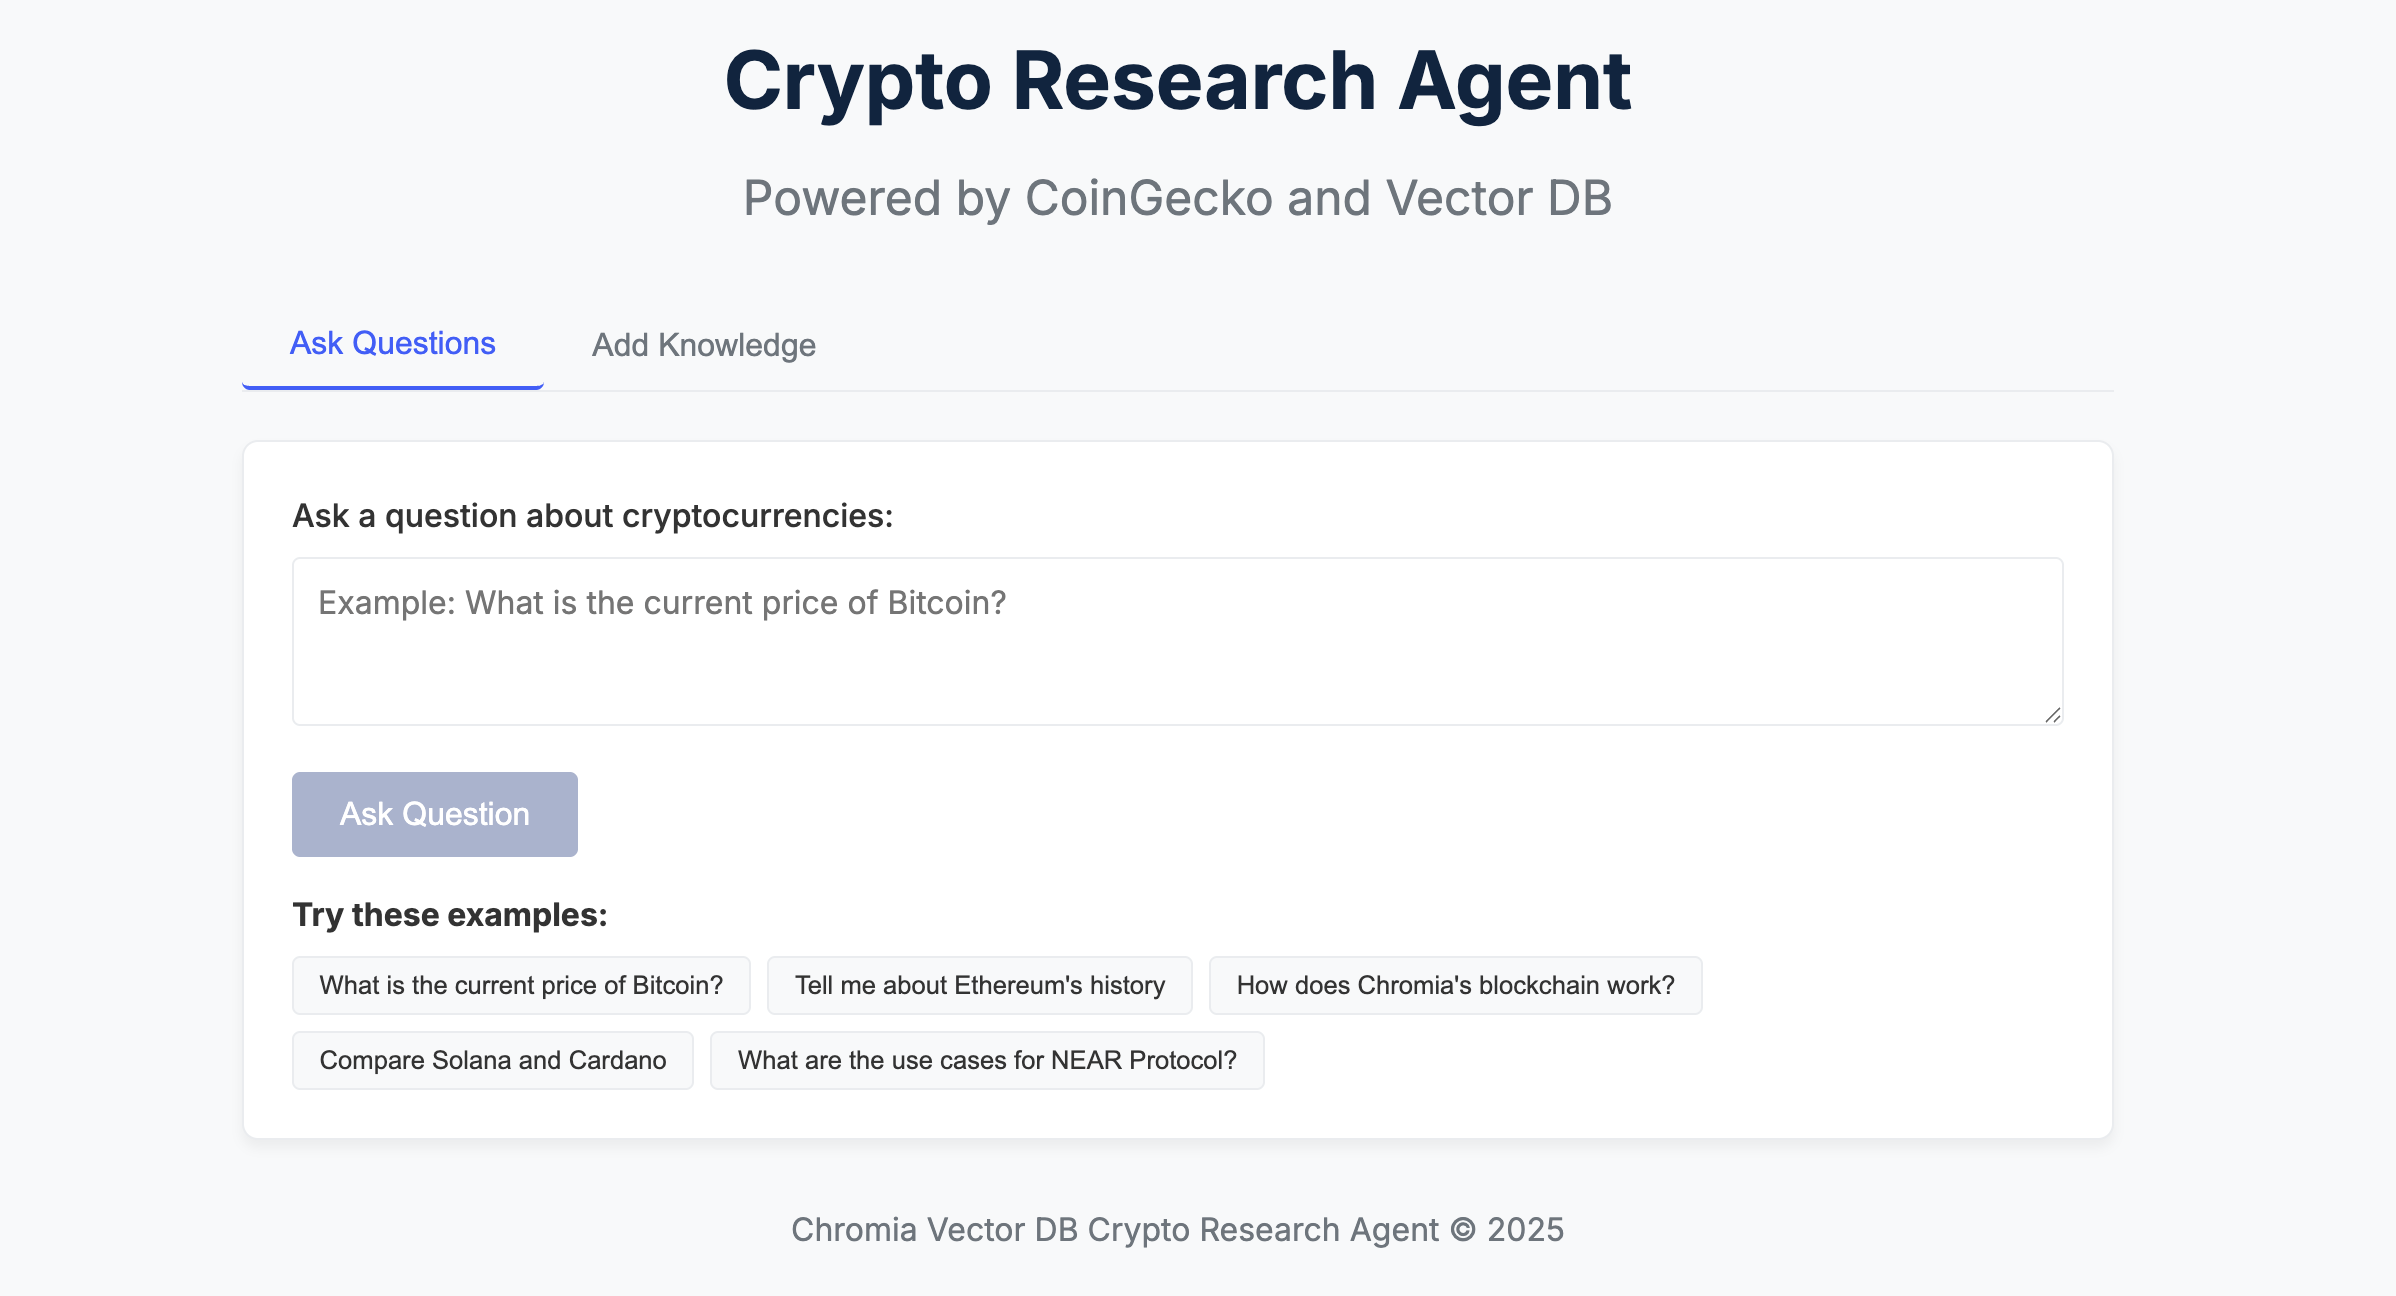 Crypto Research Agent
Powered by CoinGecko and Vector DB
Ask Questions
Add Knowledge
Ask a question about cryptocurrencies:
Example: What is the current price of Bitcoin?
Ask Question
Try these examples:
What is the current price of Bitcoin?
Tell me about Ethereum's history
How does Chromia's blockchain work?
Compare Solana and Cardano
What are the use cases for NEAR Protocol?
Chromia Vector DB Crypto Research Agent © 2025